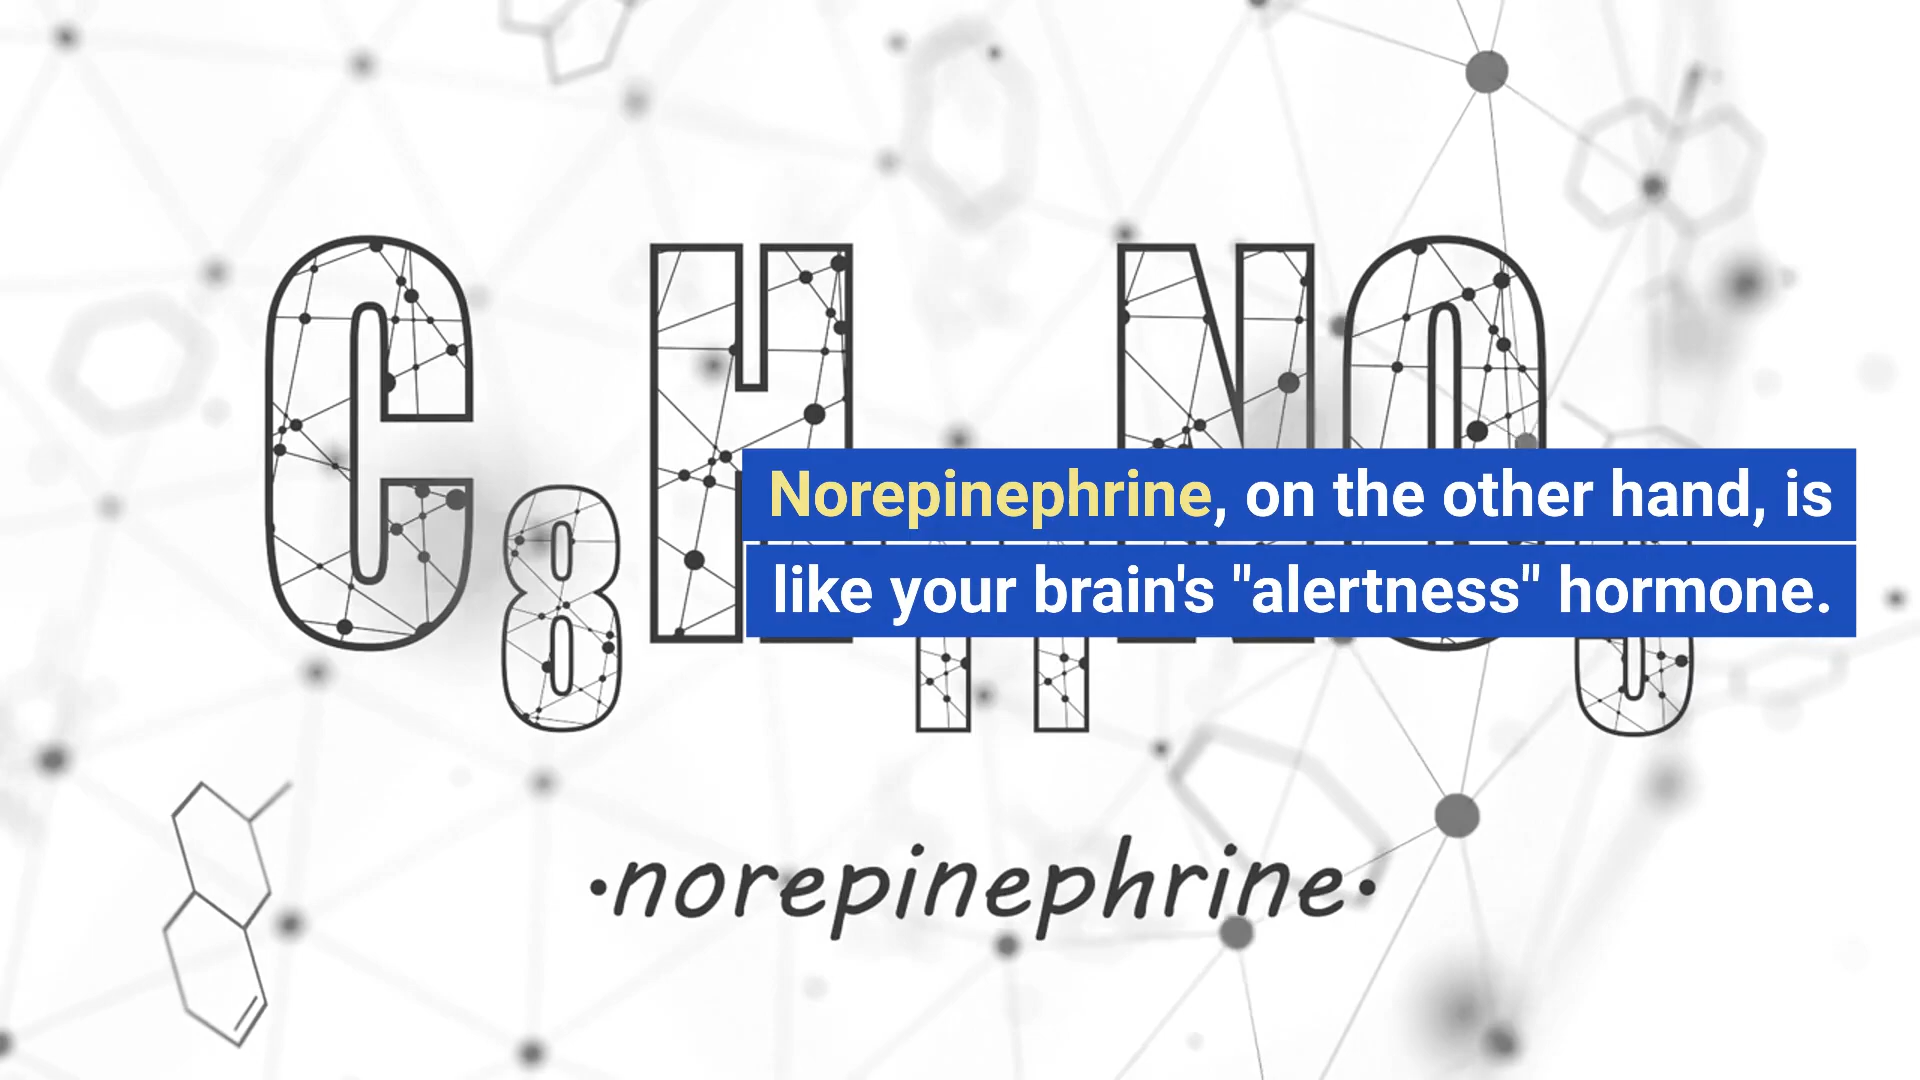 C8H11NO3
Norepinephrine, on the other hand, is
like your brain's "alertness" hormone.
·norepinephrine·